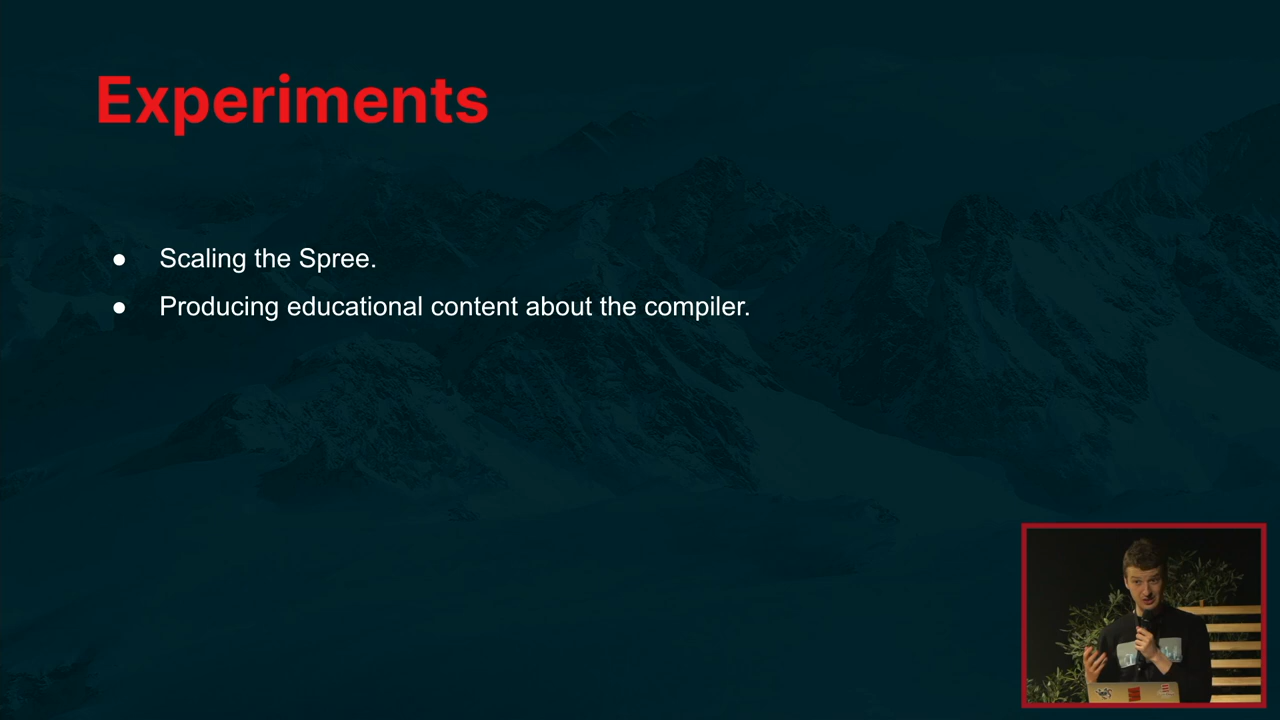 Experiments
● Scaling the Spree.
● Producing educational content about the compiler.